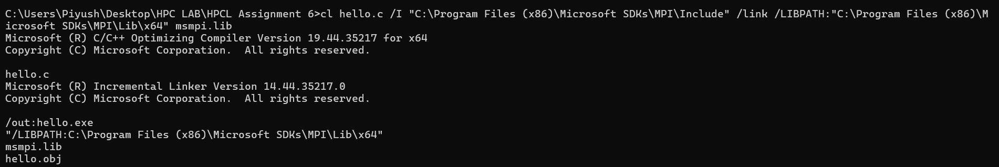 C:\Users\Piyush\Desktop\HPC LAB\HPCL Assignment 6>cl hello.c /I "C:\Program Files (x86)\Microsoft SDKs\MPI\Include" /link /LIBPATH:"C:\Program Files (x86)\M
icrosoft SDKs\MPI\Lib\x64" msmpi.lib
Microsoft (R) C/C++ Optimizing Compiler Version 19.44.35217 for x64
Copyright (C) Microsoft Corporation.  All rights reserved.

hello.c
Microsoft (R) Incremental Linker Version 14.44.35217.0
Copyright (C) Microsoft Corporation.  All rights reserved.

/out:hello.exe
"/LIBPATH:C:\Program Files (x86)\Microsoft SDKs\MPI\Lib\x64"
msmpi.lib
hello.obj